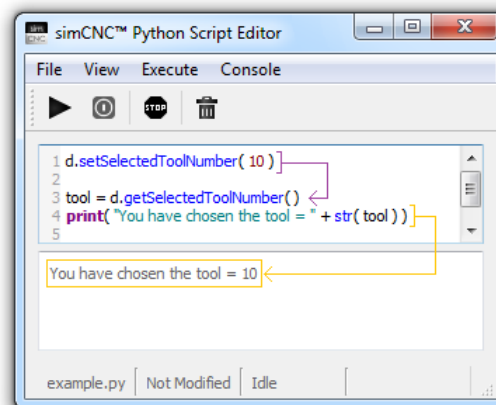 simCNC™ Python Script Editor
File View Execute Console
STOP
1 d.setSelectedToolNumber( 10 )
2
3 tool = d.getSelectedToolNumber()
4 print( "You have chosen the tool = " + str( tool ) )
5
You have chosen the tool = 10
example.py Not Modified Idle